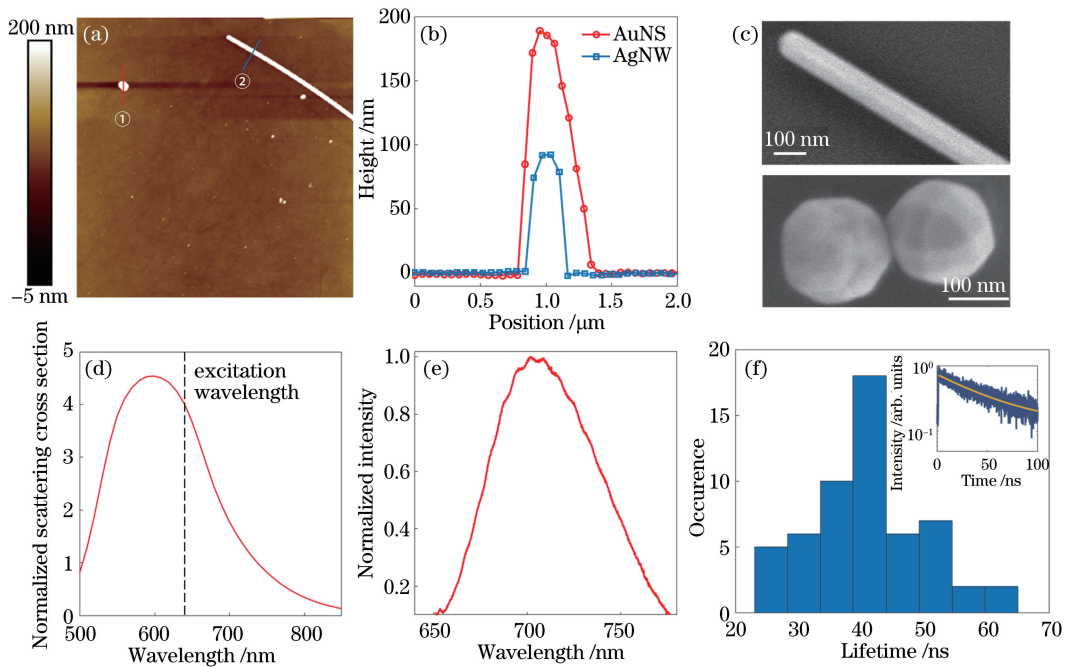 200 nm
−5 nm
(a)
①
②
(b)
AuNS
AgNW
200
150
100
50
0
Height /nm
0
0.5
1.0
1.5
2.0
Position /μm
(c)
100 nm
100 nm
(d)
excitation
wavelength
5
4
3
4
2
1
0
Normalized scattering cross section
500
600
700
800
Wavelength /nm
(e)
1.0
0.8
0.6
0.4
0.2
Normalized intensity
650
700
750
Wavelength /nm
(f)
20
15
10
5
0
Occurence
20
30
40
50
60
70
Lifetime /ns
10⁰
10⁻¹
Intensity /arb. units
0
50
100
Time /ns